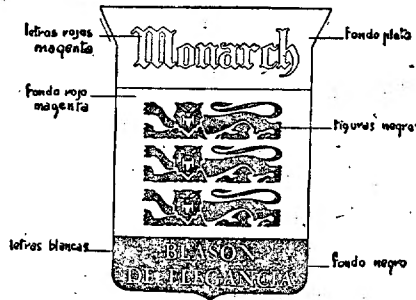 letras rojas
magenta
Monarch
Fondo plata
Fondo rojo
magenta
Figuras negras
letras blancas
BLASON
DE ELEGANCIA
fondo negro